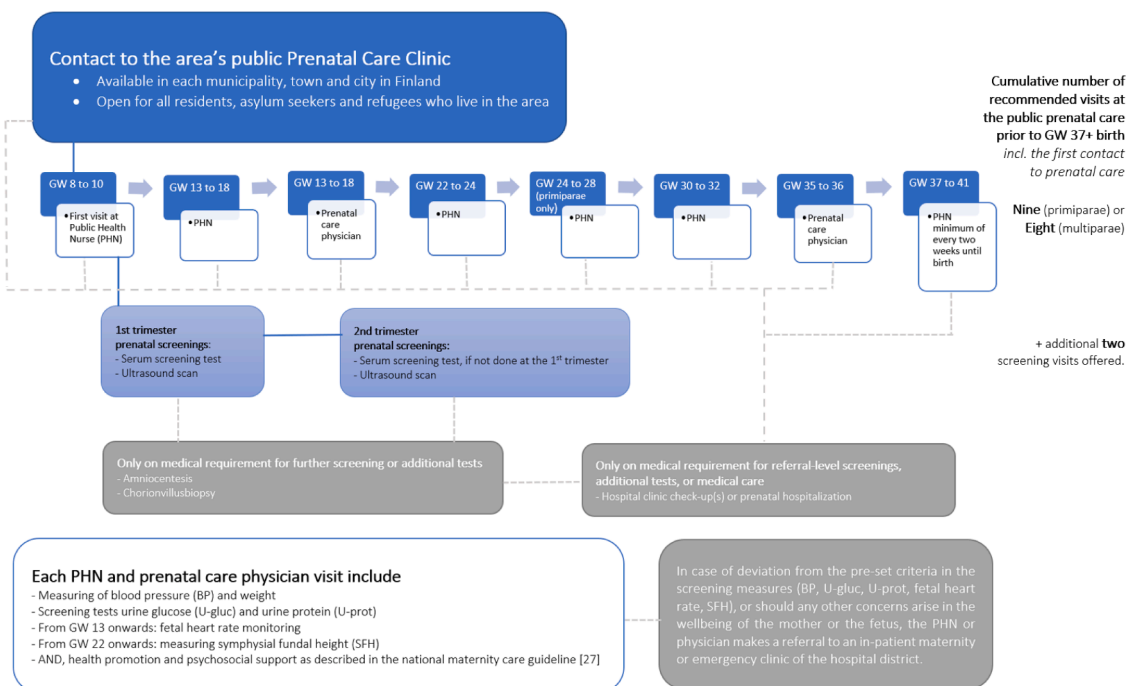 Contact to the area's public Prenatal Care Clinic
• Available in each municipality, town and city in Finland
• Open for all residents, asylum seekers and refugees who live in the area
Cumulative number of
recommended visits at
the public prenatal care
prior to GW 37+ birth
incl. the first contact
to prenatal care
Nine (primiparae) or
Eight (multiparae)
+ additional two
screening visits offered.
GW 8 to 10
•First visit at
Public Health
Nurse (PHN)
GW 13 to 18
•PHN
GW 13 to 18
•Prenatal
care
physician
GW 22 to 24
•PHN
GW 24 to 28
(primiparae
only)
•PHN
GW 30 to 32
•PHN
GW 35 to 36
•Prenatal
care
physician
GW 37 to 41
•PHN
minimum of
every two
weeks until
birth
1st trimester
prenatal screenings:
- Serum screening test
- Ultrasound scan
2nd trimester
prenatal screenings:
- Serum screening test, if not done at the 1st trimester
- Ultrasound scan
Only on medical requirement for further screening or additional tests
- Amniocentesis
- Chorionvillusbiopsy
Only on medical requirement for referral-level screenings,
additional tests, or medical care
- Hospital clinic check-up(s) or prenatal hospitalization
Each PHN and prenatal care physician visit include
- Measuring of blood pressure (BP) and weight
- Screening tests urine glucose (U-gluc) and urine protein (U-prot)
- From GW 13 onwards: fetal heart rate monitoring
- From GW 22 onwards: measuring symphysial fundal height (SFH)
- AND, health promotion and psychosocial support as described in the national maternity care guideline [27]
In case of deviation from the pre-set criteria in the
screening measures (BP, U-gluc, U-prot, fetal heart
rate, SFH), or should any other concerns arise in the
wellbeing of the mother or the fetus, the PHN or
physician makes a referral to an in-patient maternity
or emergency clinic of the hospital district.